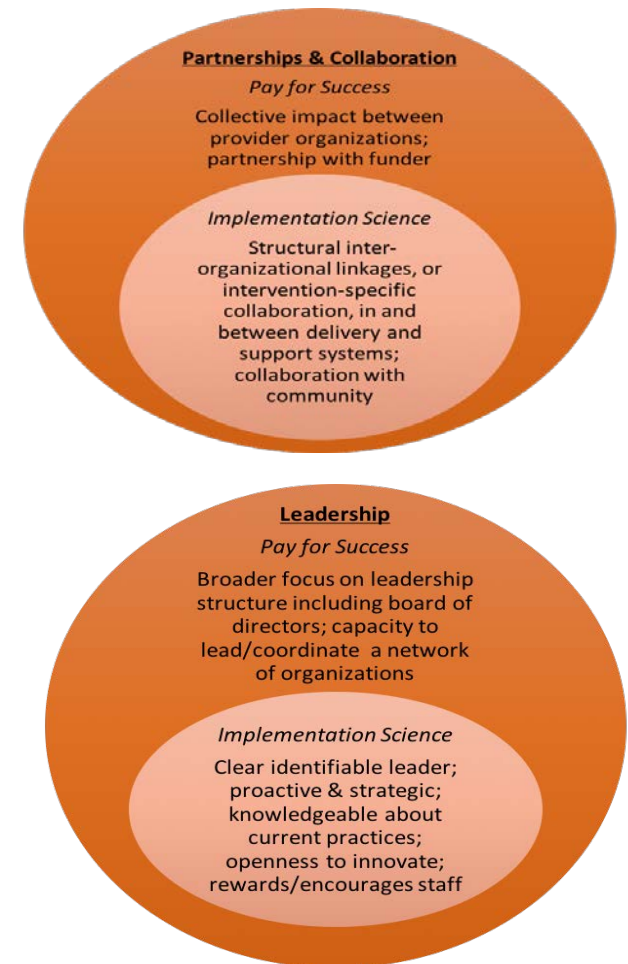 Partnerships & Collaboration
Pay for Success
Collective impact between
provider organizations;
partnership with funder
Implementation Science
Structural inter-
organizational linkages, or
intervention-specific
collaboration, in and
between delivery and
support systems;
collaboration with
community
Leadership
Pay for Success
Broader focus on leadership
structure including board of
directors; capacity to
lead/coordinate a network
of organizations
Implementation Science
Clear identifiable leader;
proactive & strategic;
knowledgeable about
current practices;
openness to innovate;
rewards/encourages staff